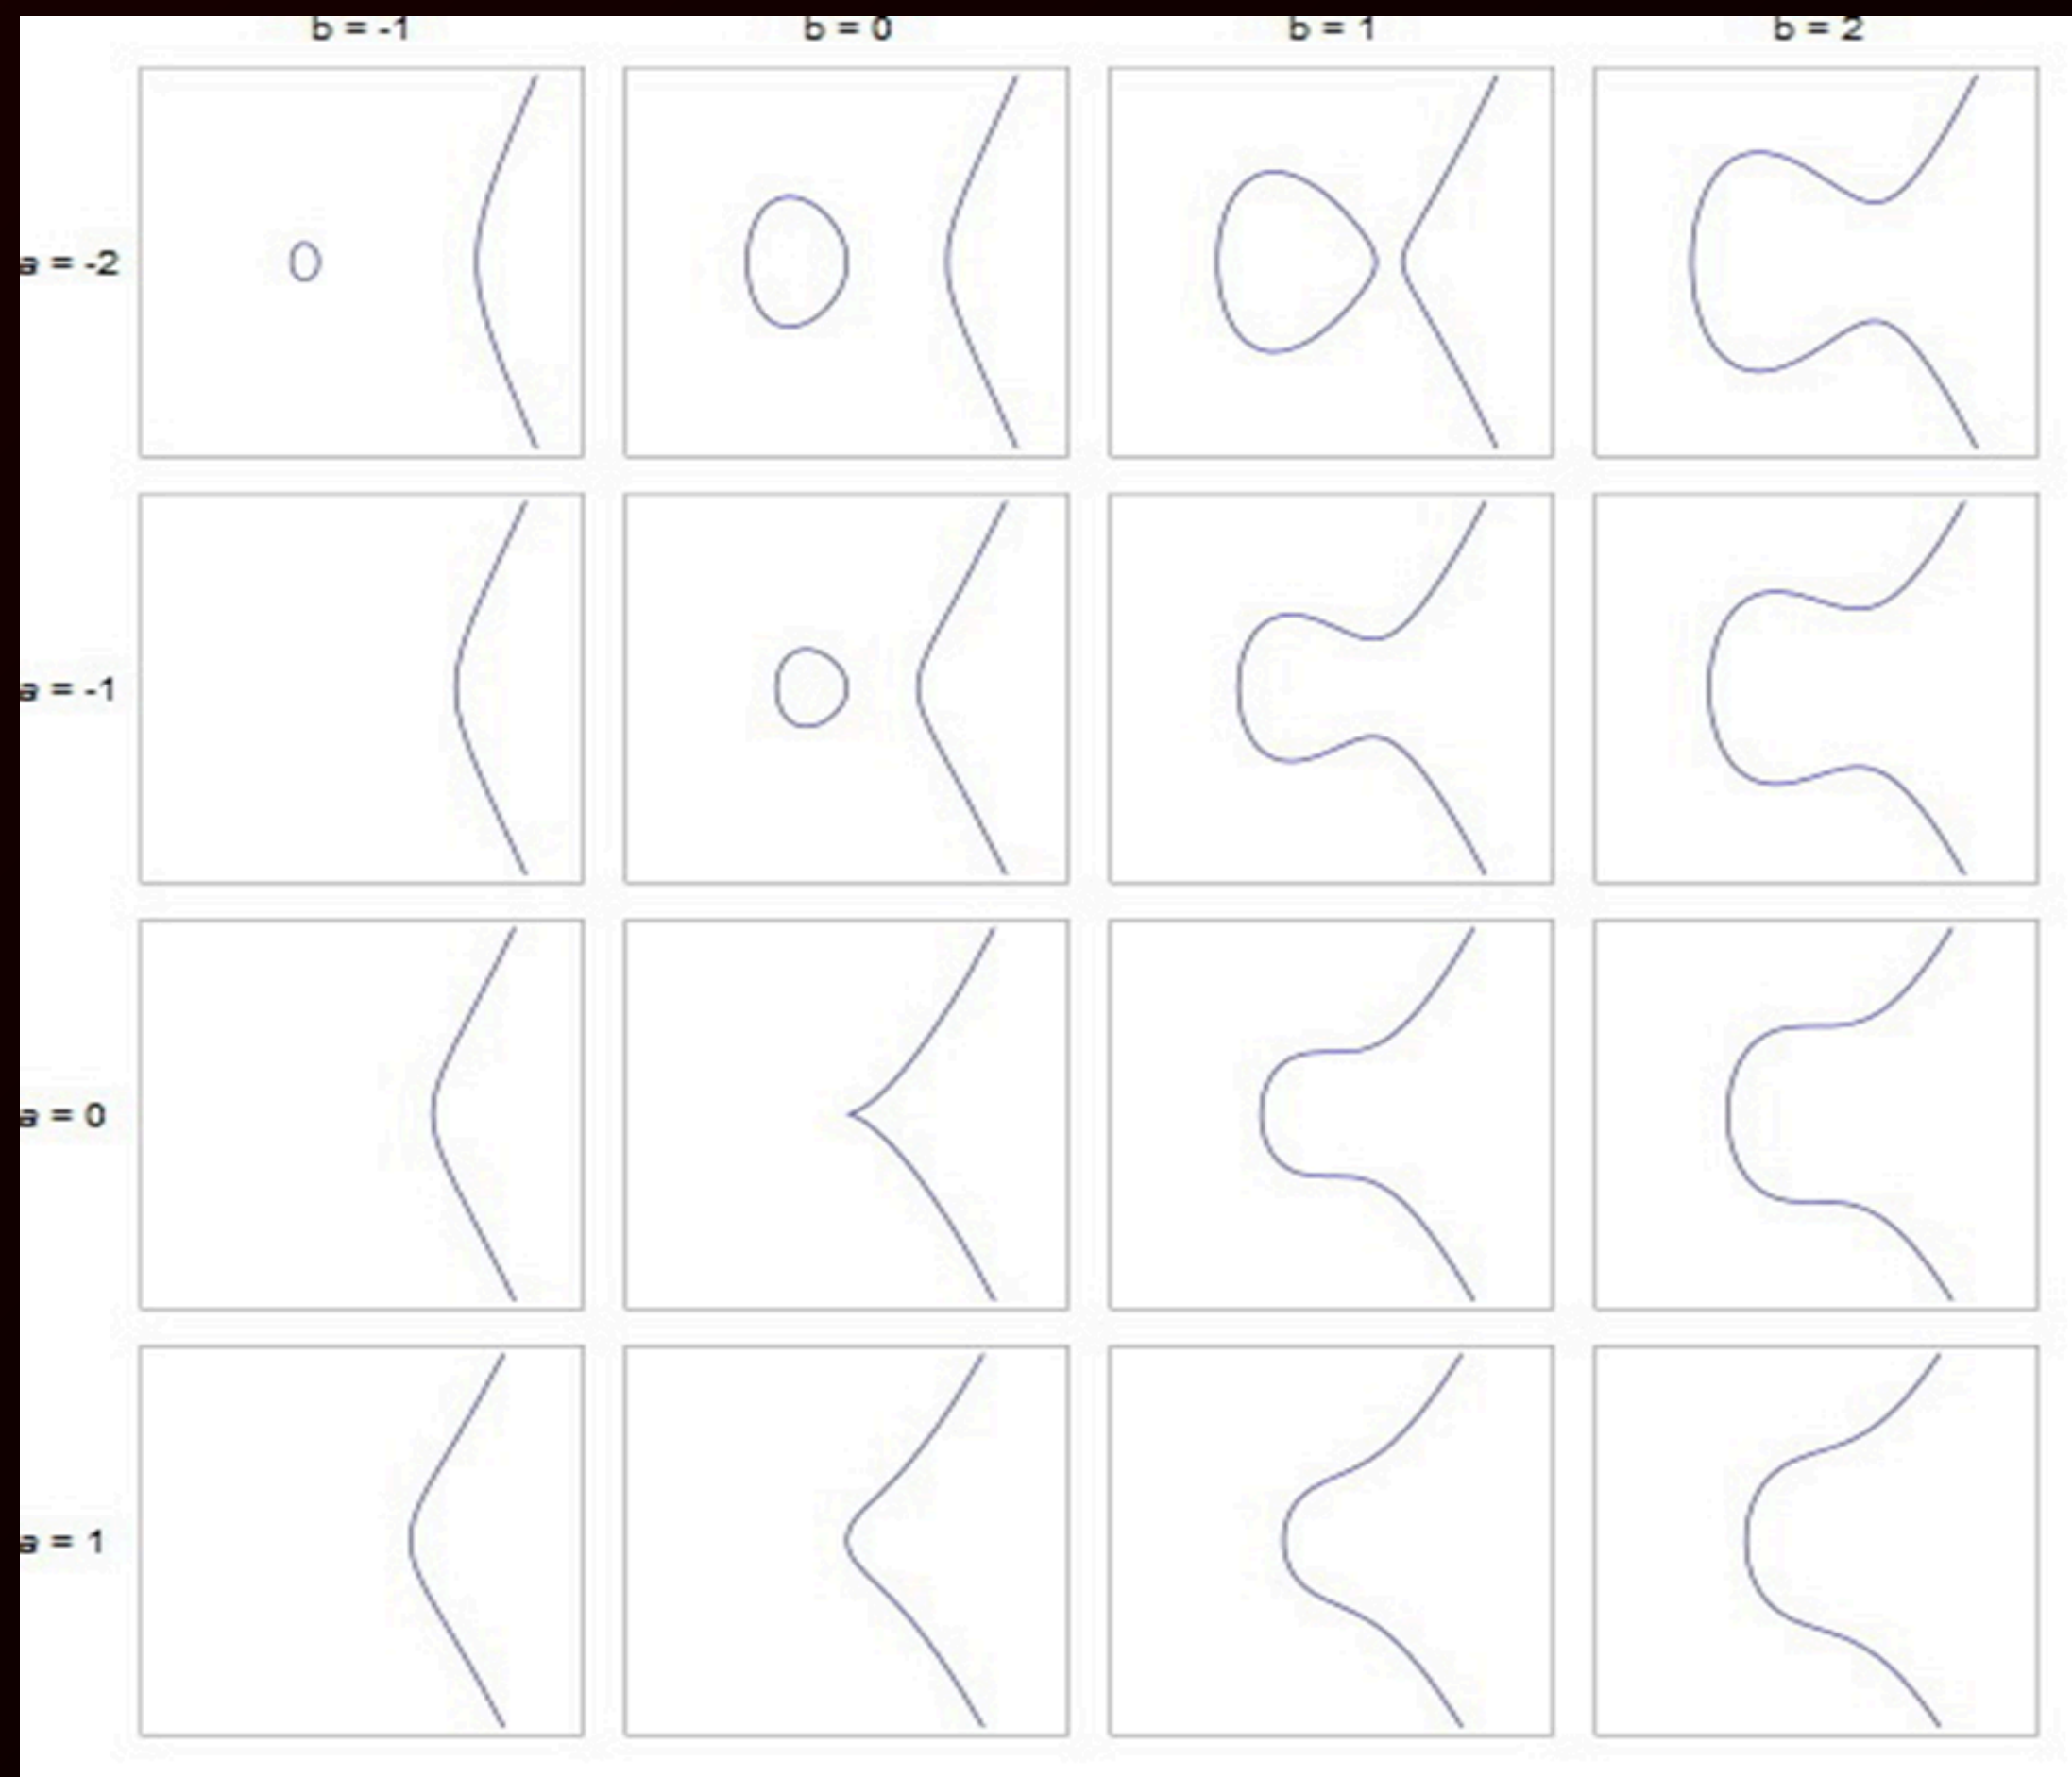 b = -1 b = 0 b = 1 b = 2
a = -2
a = -1
a = 0
a = 1